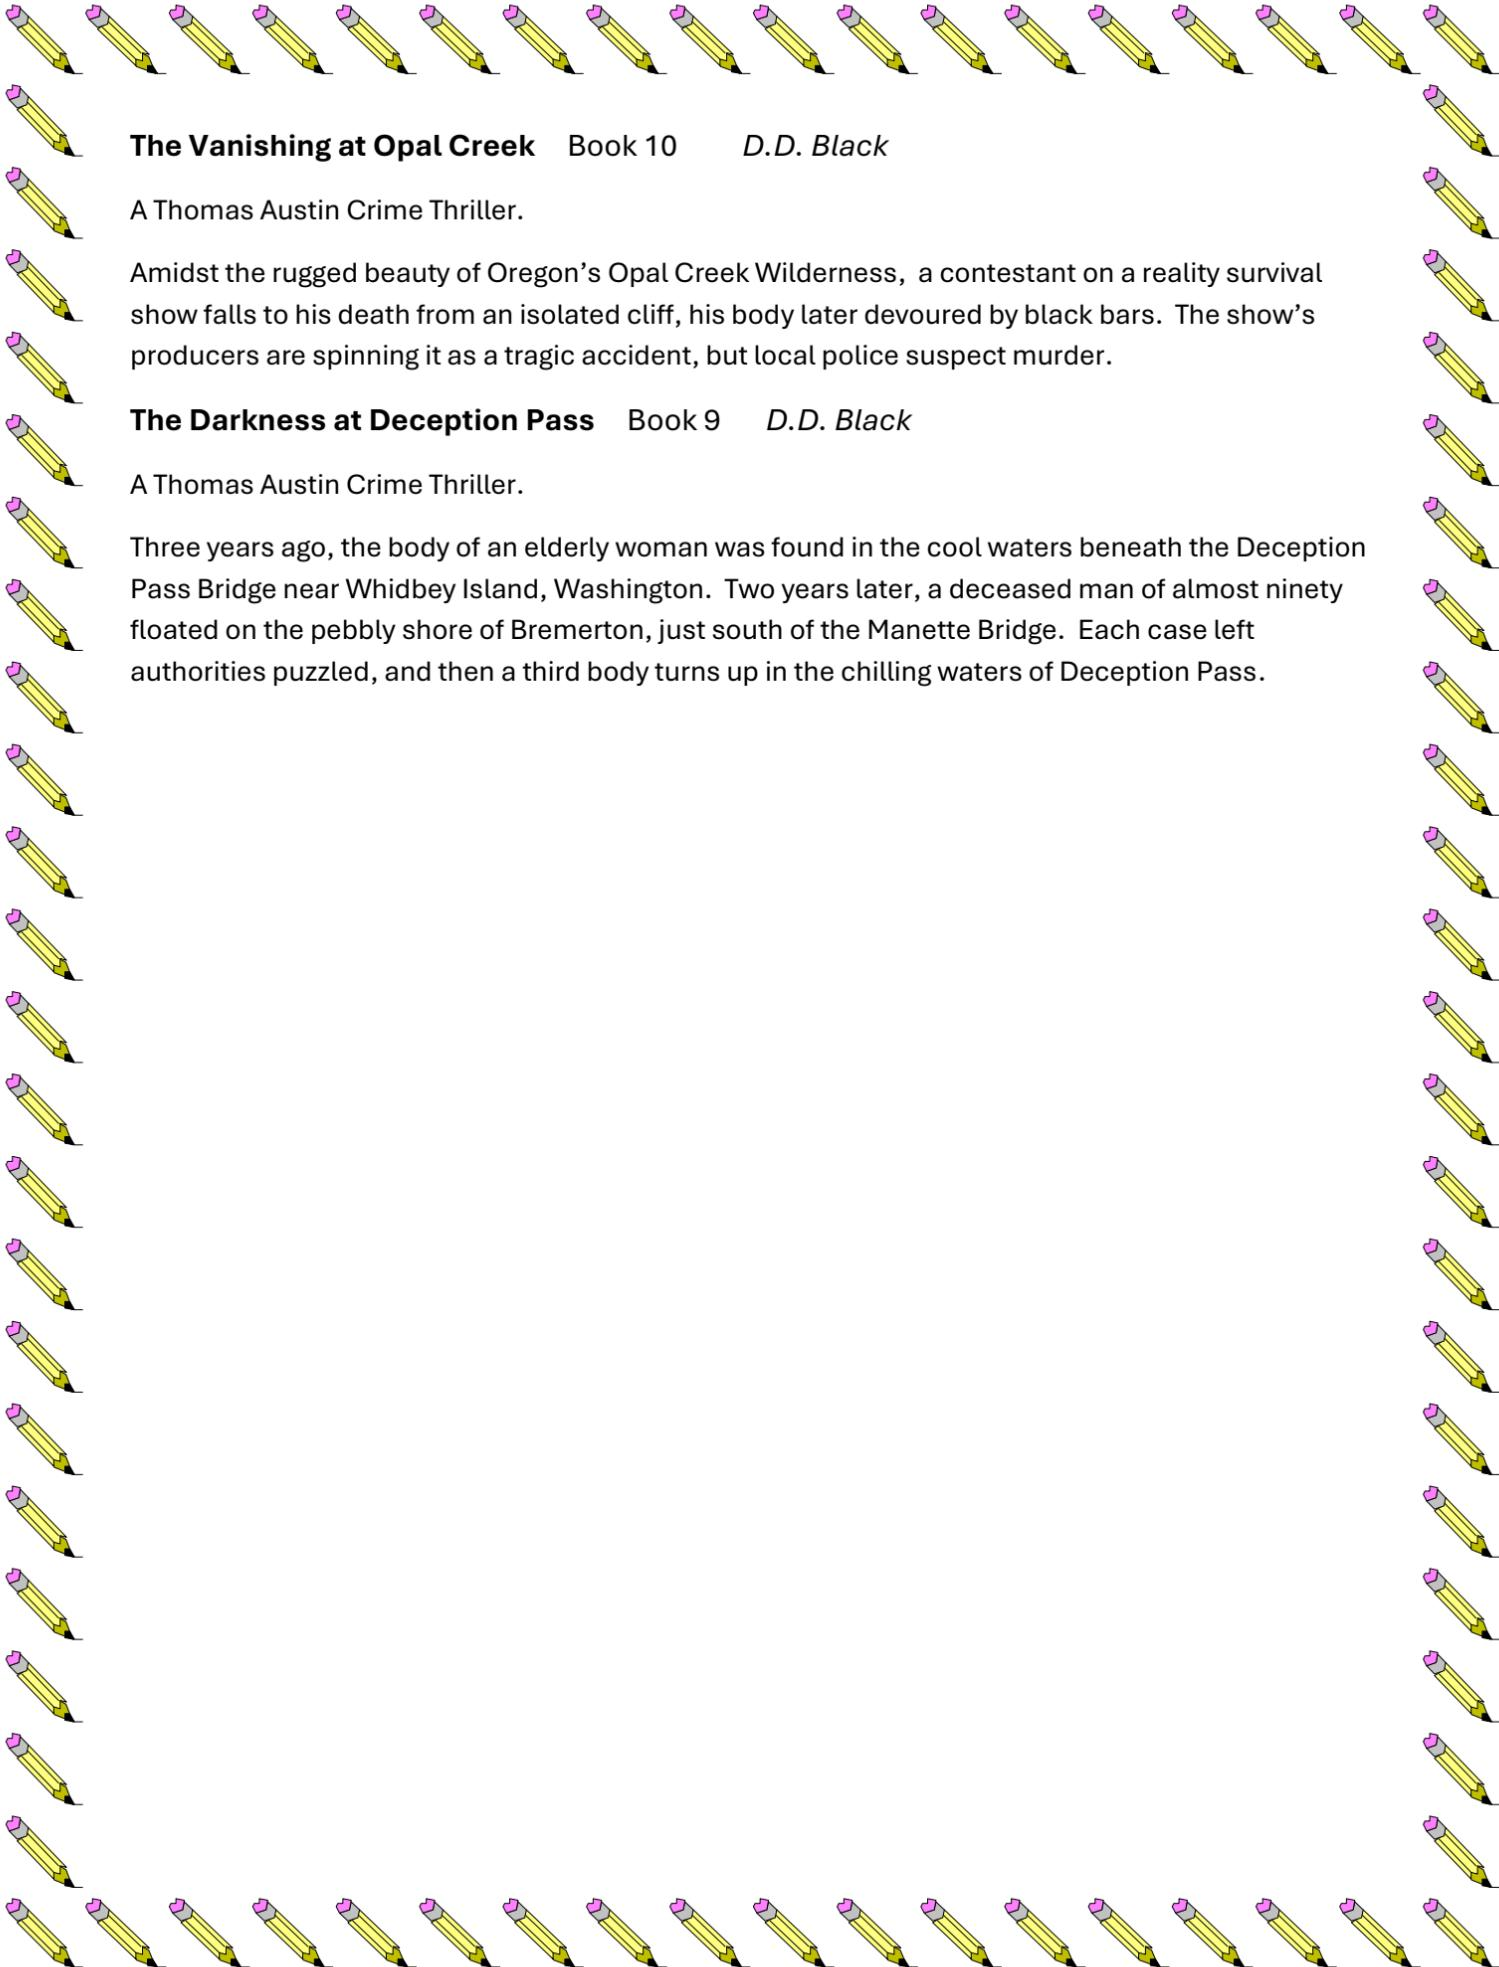 The Vanishing at Opal Creek Book 10 D.D. Black
A Thomas Austin Crime Thriller.
Amidst the rugged beauty of Oregon’s Opal Creek Wilderness, a contestant on a reality survival
show falls to his death from an isolated cliff, his body later devoured by black bars. The show’s
producers are spinning it as a tragic accident, but local police suspect murder.
The Darkness at Deception Pass Book 9 D.D. Black
A Thomas Austin Crime Thriller.
Three years ago, the body of an elderly woman was found in the cool waters beneath the Deception
Pass Bridge near Whidbey Island, Washington. Two years later, a deceased man of almost ninety
floated on the pebbly shore of Bremerton, just south of the Manette Bridge. Each case left
authorities puzzled, and then a third body turns up in the chilling waters of Deception Pass.